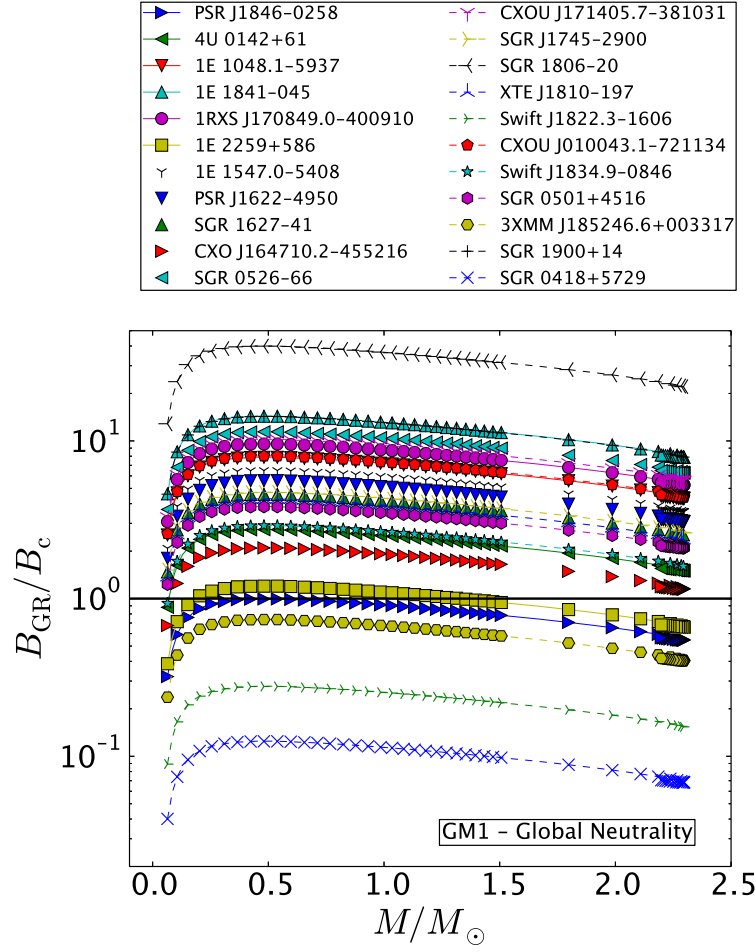 PSR J1846−0258
4U 0142+61
1E 1048.1−5937
1E 1841−045
1RXS J170849.0−400910
1E 2259+586
1E 1547.0−5408
PSR J1622−4950
SGR 1627−41
CXO J164710.2−455216
SGR 0526−66
CXOU J171405.7−381031
SGR J1745−2900
SGR 1806−20
XTE J1810−197
Swift J1822.3−1606
CXOU J010043.1−721134
Swift J1834.9−0846
SGR 0501+4516
3XMM J185246.6+003317
SGR 1900+14
SGR 0418+5729
10¹
10⁰
10⁻¹
B_GR/B_c
GM1 – Global Neutrality
0.0 0.5 1.0 1.5 2.0 2.5
M/M_⊙